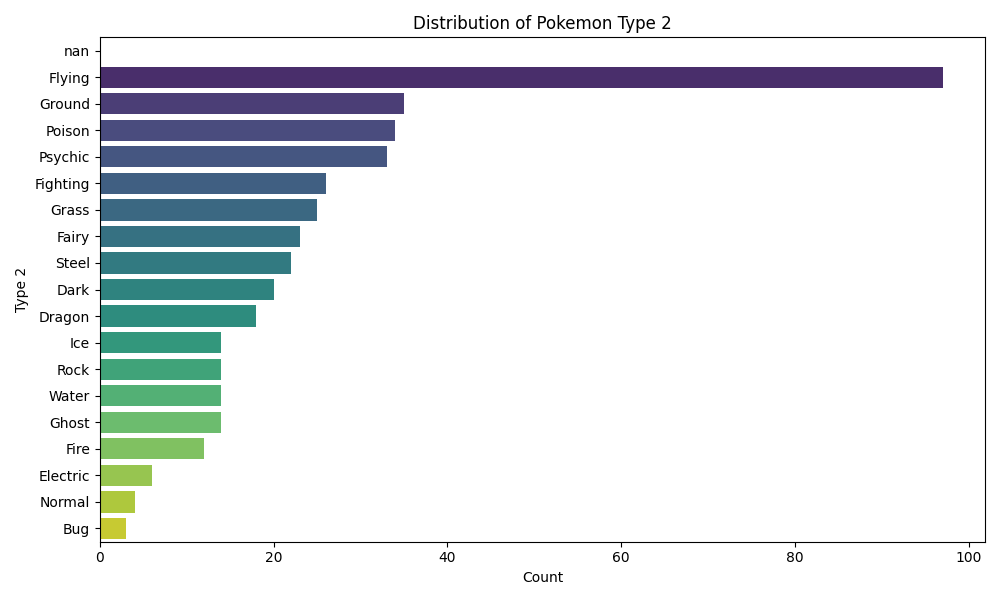 Distribution of Pokemon Type 2
Type 2
nan
Flying
Ground
Poison
Psychic
Fighting
Grass
Fairy
Steel
Dark
Dragon
Ice
Rock
Water
Ghost
Fire
Electric
Normal
Bug
0 20 40 60 80 100
Count